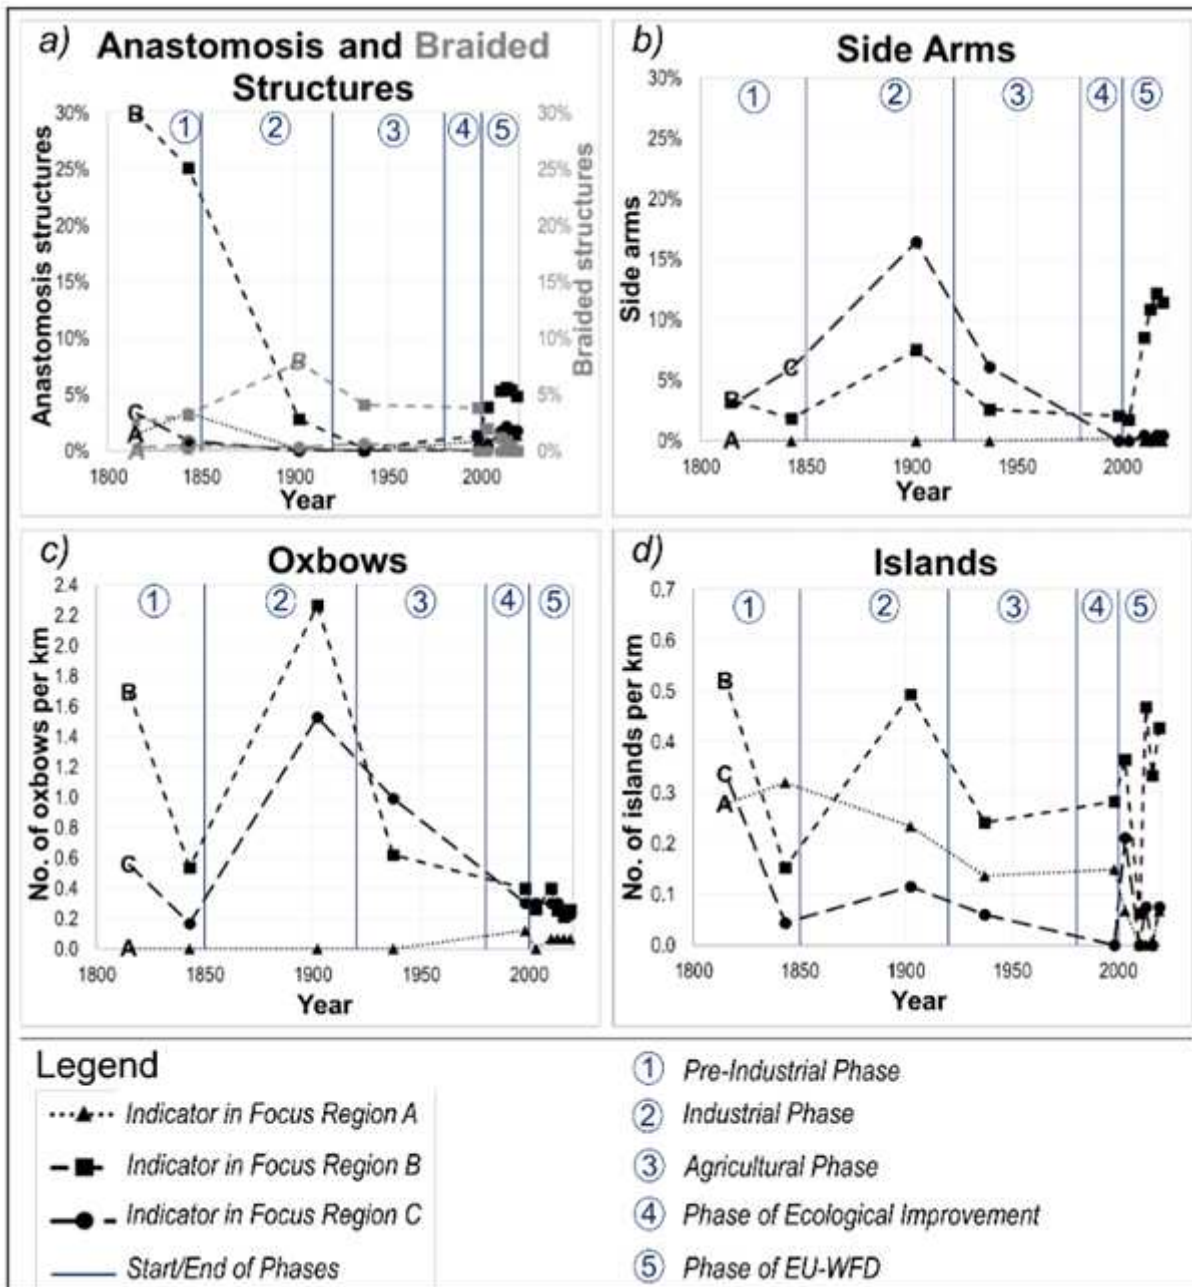 a) Anastomosis and Braided
Structures
30%
25%
20%
15%
10%
5%
0%
Anastomosis structures
1 2 3 4 5
B
C
A
B
A
30%
25%
20%
15%
10%
5%
0%
Braided structures
1800 1850 1900 1950 2000
Year
b) Side Arms
30%
25%
20%
15%
10%
5%
0%
Side arms
1 2 3 4 5
C
B
A
1800 1850 1900 1950 2000
Year
c) Oxbows
2.4
2.2
2.0
1.8
1.6
1.4
1.2
1.0
0.8
0.6
0.4
0.2
0.0
No. of oxbows per km
1 2 3 4 5
B
C
A
1800 1850 1900 1950 2000
Year
d) Islands
0.7
0.6
0.5
0.4
0.3
0.2
0.1
0.0
No. of islands per km
1 2 3 4 5
B
C
A
1800 1850 1900 1950 2000
Year
Legend
Indicator in Focus Region A
Indicator in Focus Region B
Indicator in Focus Region C
Start/End of Phases
1 Pre-Industrial Phase
2 Industrial Phase
3 Agricultural Phase
4 Phase of Ecological Improvement
5 Phase of EU-WFD